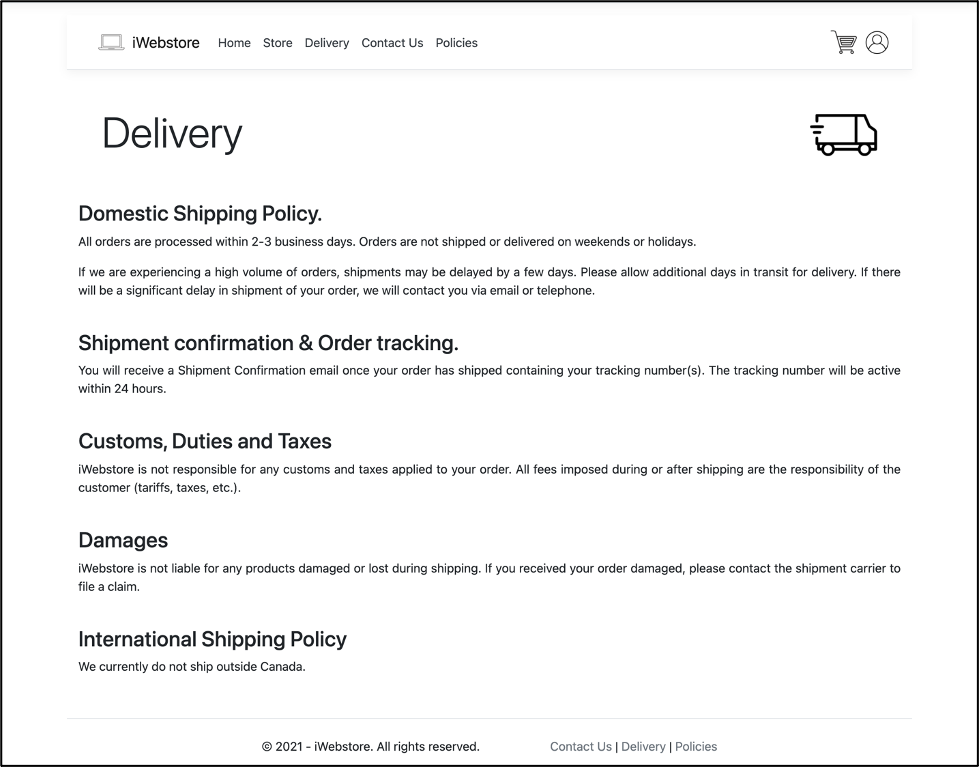 iWebstore Home Store Delivery Contact Us Policies
Delivery
Domestic Shipping Policy.
All orders are processed within 2-3 business days. Orders are not shipped or delivered on weekends or holidays.
If we are experiencing a high volume of orders, shipments may be delayed by a few days. Please allow additional days in transit for delivery. If there
will be a significant delay in shipment of your order, we will contact you via email or telephone.
Shipment confirmation & Order tracking.
You will receive a Shipment Confirmation email once your order has shipped containing your tracking number(s). The tracking number will be active
within 24 hours.
Customs, Duties and Taxes
iWebstore is not responsible for any customs and taxes applied to your order. All fees imposed during or after shipping are the responsibility of the
customer (tariffs, taxes, etc.).
Damages
iWebstore is not liable for any products damaged or lost during shipping. If you received your order damaged, please contact the shipment carrier to
file a claim.
International Shipping Policy
We currently do not ship outside Canada.
© 2021 - iWebstore. All rights reserved. Contact Us | Delivery | Policies